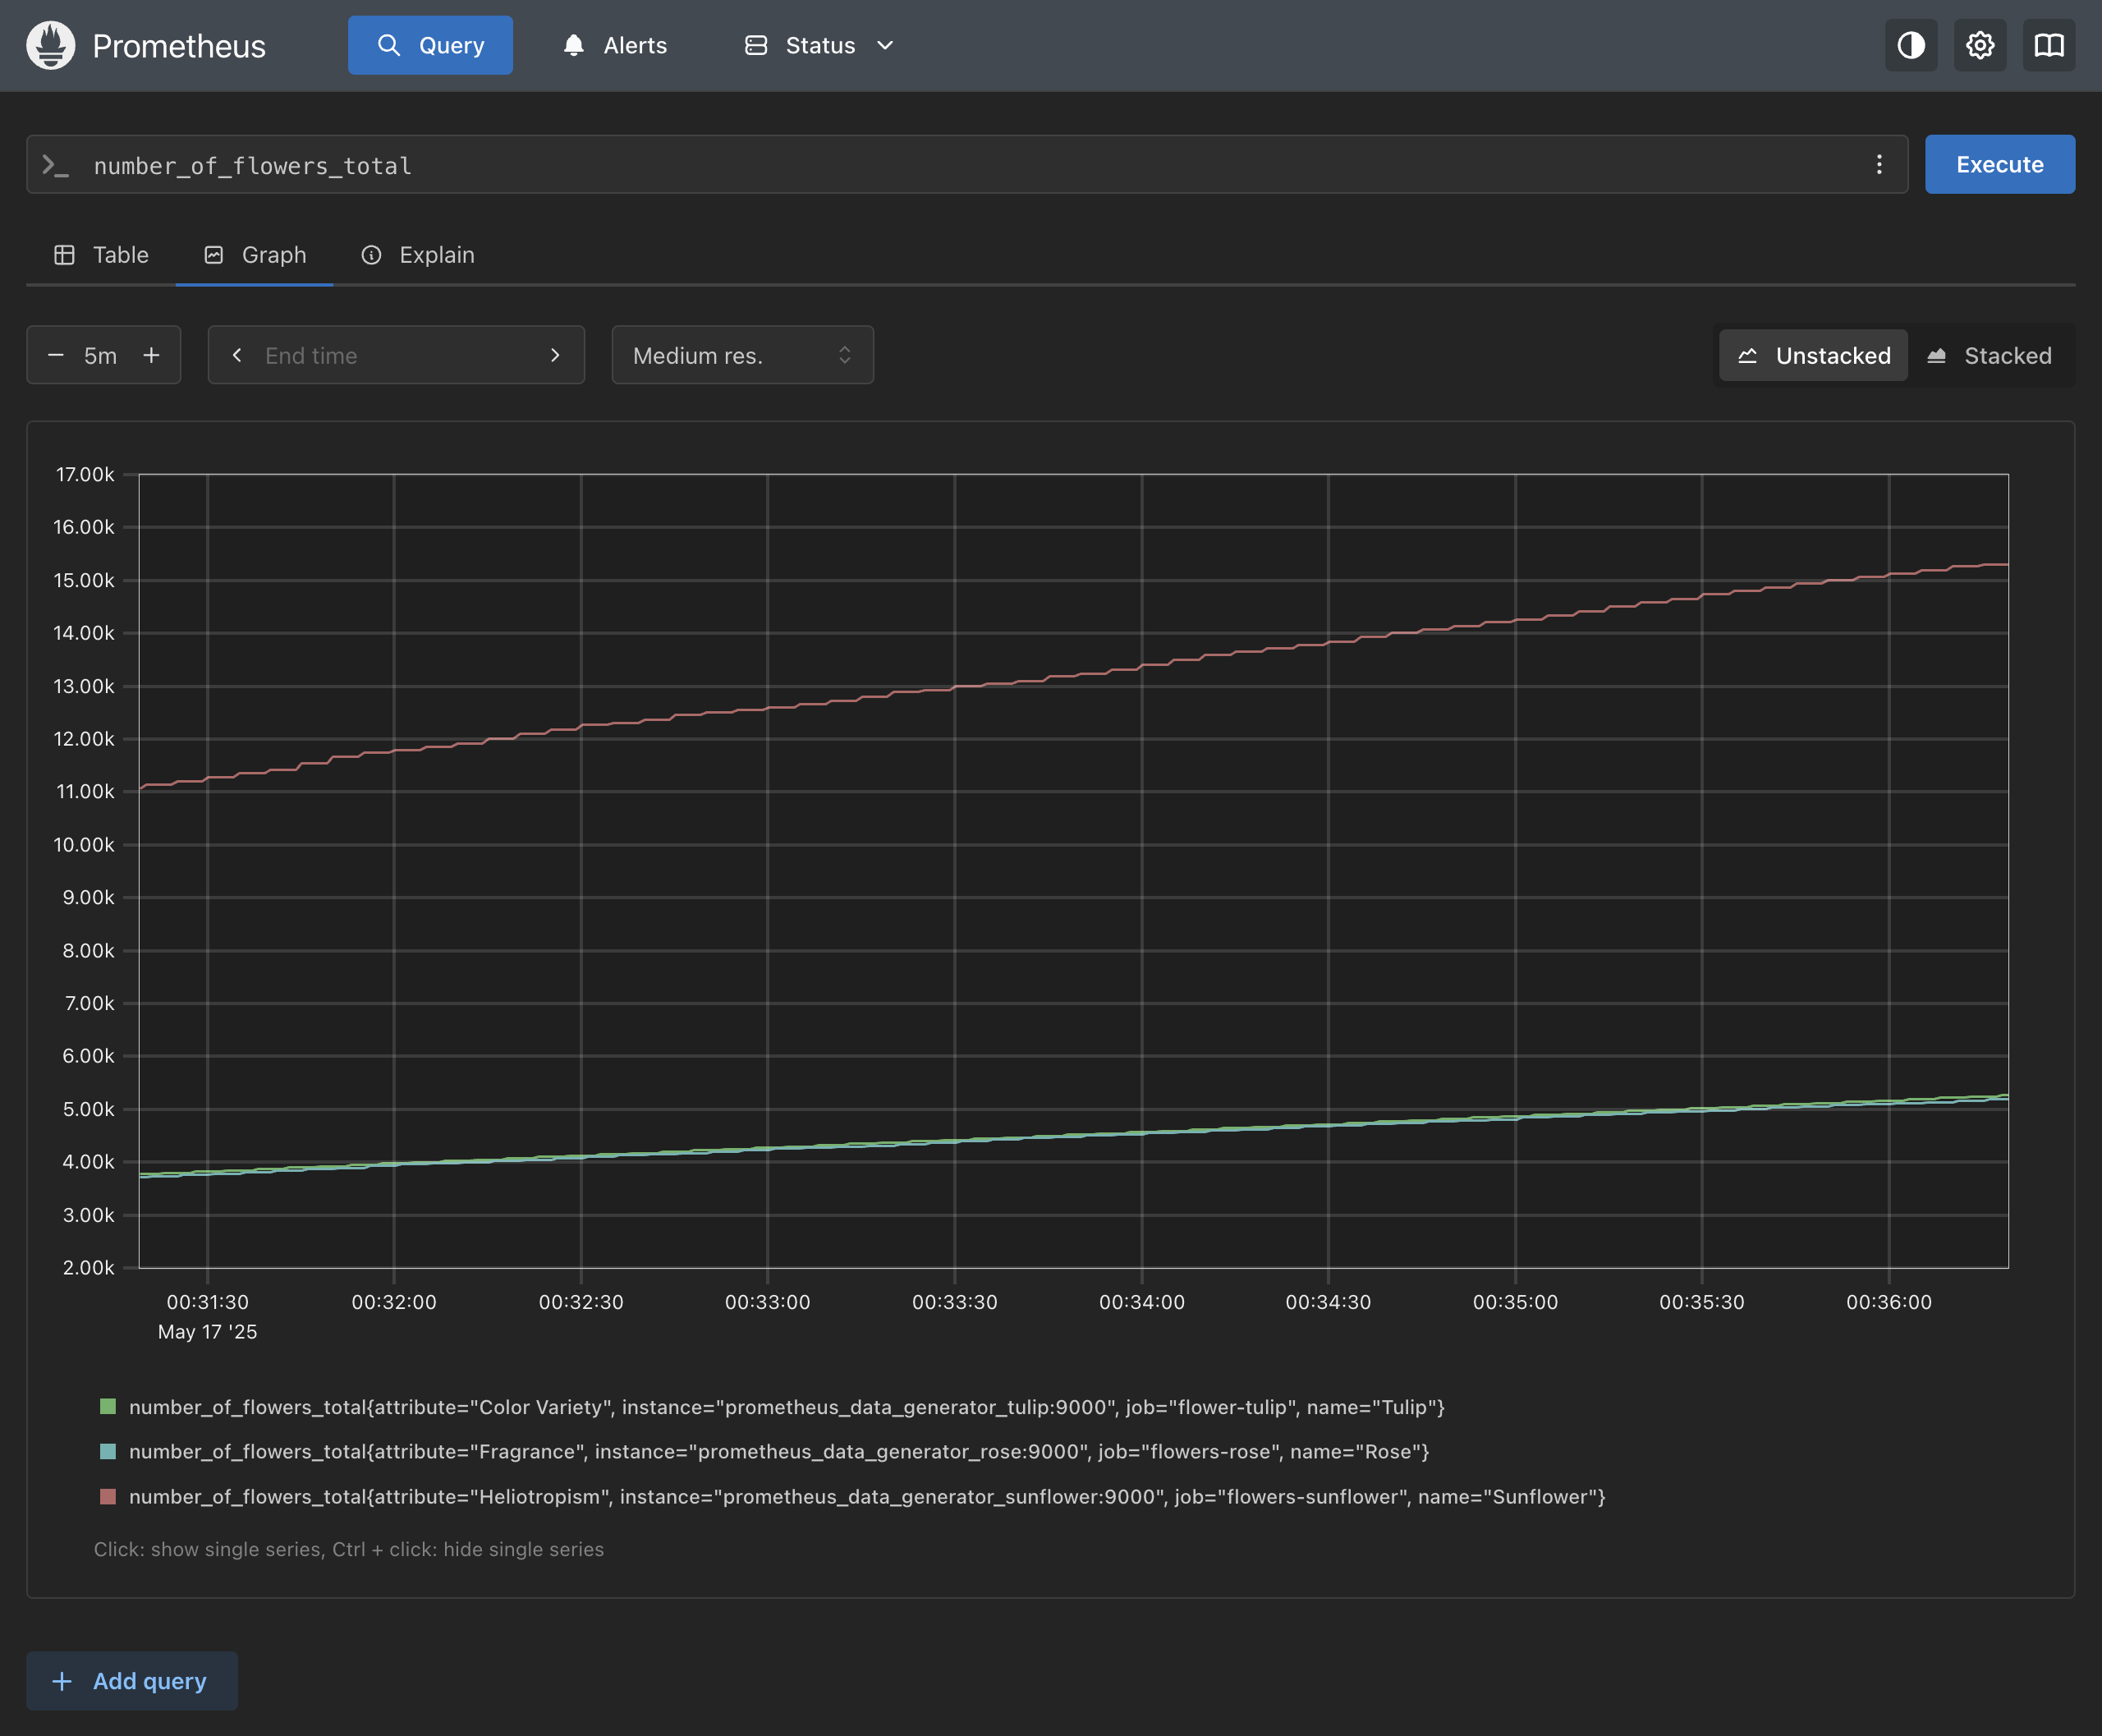 Prometheus
Query
Alerts
Status
number_of_flowers_total
Execute
Table
Graph
Explain
5m
End time
Medium res.
Unstacked
Stacked
17.00k
16.00k
15.00k
14.00k
13.00k
12.00k
11.00k
10.00k
9.00k
8.00k
7.00k
6.00k
5.00k
4.00k
3.00k
2.00k
00:31:30 00:32:00 00:32:30 00:33:00 00:33:30 00:34:00 00:34:30 00:35:00 00:35:30 00:36:00
May 17 '25
number_of_flowers_total{attribute="Color Variety", instance="prometheus_data_generator_tulip:9000", job="flower-tulip", name="Tulip"}
number_of_flowers_total{attribute="Fragrance", instance="prometheus_data_generator_rose:9000", job="flowers-rose", name="Rose"}
number_of_flowers_total{attribute="Heliotropism", instance="prometheus_data_generator_sunflower:9000", job="flowers-sunflower", name="Sunflower"}
Click: show single series, Ctrl + click: hide single series
Add query